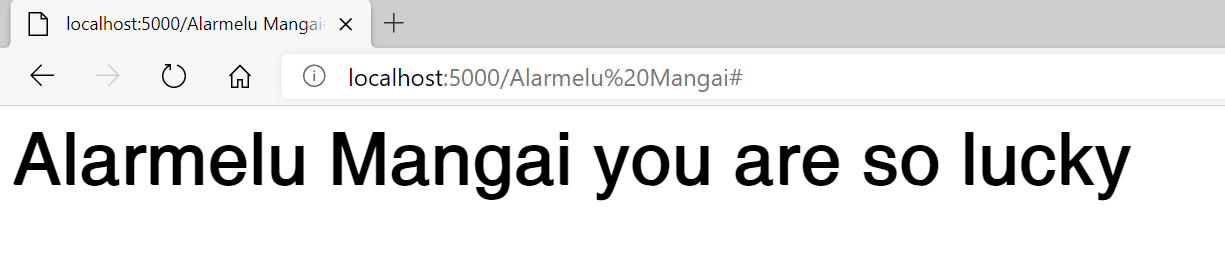 localhost:5000/Alarmelu Mangai
localhost:5000/Alarmelu%20Mangai#
Alarmelu Mangai you are so lucky